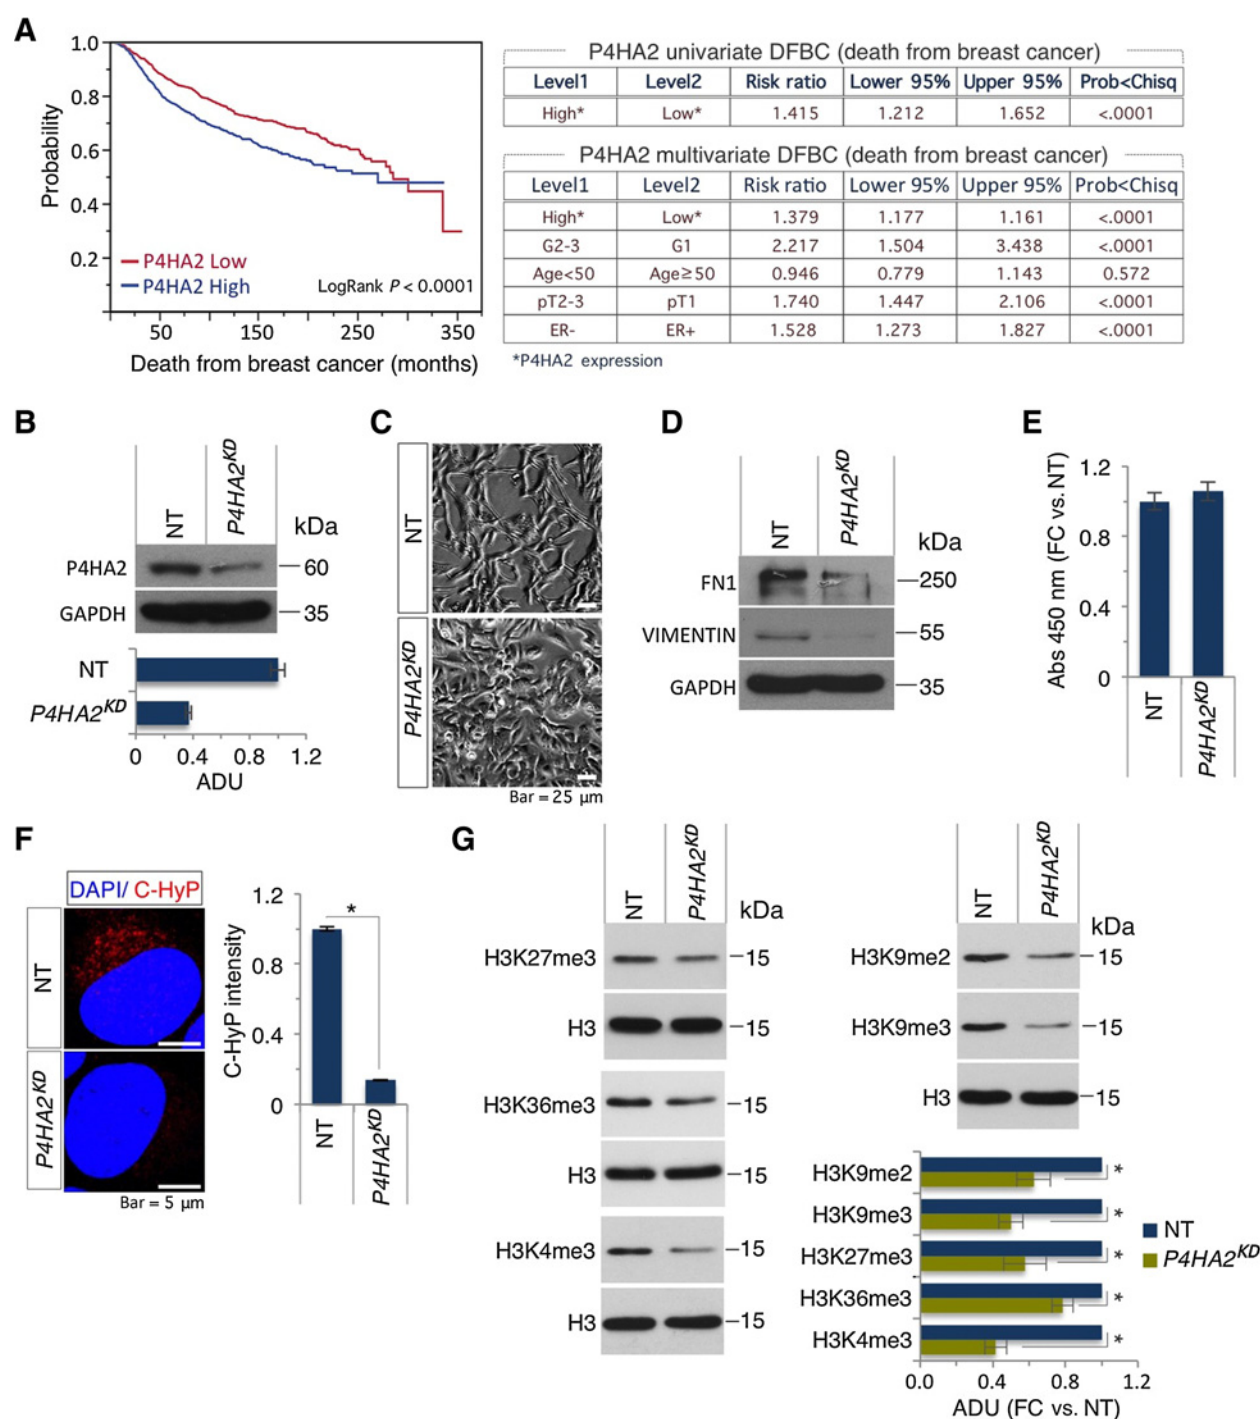 A
1.0
0.8
0.6
0.4
0.2
Probability
P4HA2 Low
P4HA2 High
LogRank P < 0.0001
50 150 250 350
Death from breast cancer (months)
P4HA2 univariate DFBC (death from breast cancer)
Level1 Level2 Risk ratio Lower 95% Upper 95% Prob<Chisq
High* Low* 1.415 1.212 1.652 <.0001
P4HA2 multivariate DFBC (death from breast cancer)
Level1 Level2 Risk ratio Lower 95% Upper 95% Prob<Chisq
High* Low* 1.379 1.177 1.161 <.0001
G2-3 G1 2.217 1.504 3.438 <.0001
Age<50 Age≥50 0.946 0.779 1.143 0.572
pT2-3 pT1 1.740 1.447 2.106 <.0001
ER- ER+ 1.528 1.273 1.827 <.0001
*P4HA2 expression
B
NT P4HA2KD
kDa
P4HA2 60
GAPDH 35
NT
P4HA2KD
0 0.4 0.8 1.2
ADU
C
NT
P4HA2KD
Bar = 25 µm
D
NT P4HA2KD
kDa
FN1 250
VIMENTIN 55
GAPDH 35
E
Abs 450 nm (FC vs. NT)
1.2
0.8
0.4
0
NT P4HA2KD
F
DAPI/ C-HyP
NT
P4HA2KD
Bar = 5 µm
C-HyP intensity
1.2
0.8
0.4
0
*
NT P4HA2KD
G
NT P4HA2KD
kDa
H3K27me3 15
H3 15
H3K36me3 15
H3 15
H3K4me3 15
H3 15
NT P4HA2KD
kDa
H3K9me2 15
H3K9me3 15
H3 15
H3K9me2 *
H3K9me3 *
H3K27me3 *
H3K36me3 *
H3K4me3 *
NT
P4HA2KD
0.0 0.4 0.8 1.2
ADU (FC vs. NT)